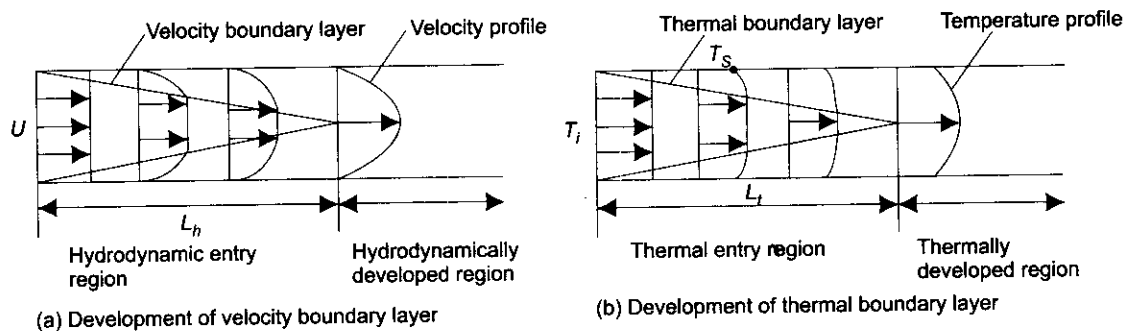 Velocity boundary layer
Velocity profile
U
L_h
Hydrodynamic entry
region
Hydrodynamically
developed region
(a) Development of velocity boundary layer
Thermal boundary layer
Temperature profile
T_S
T_i
L_t
Thermal entry region
Thermally
developed region
(b) Development of thermal boundary layer